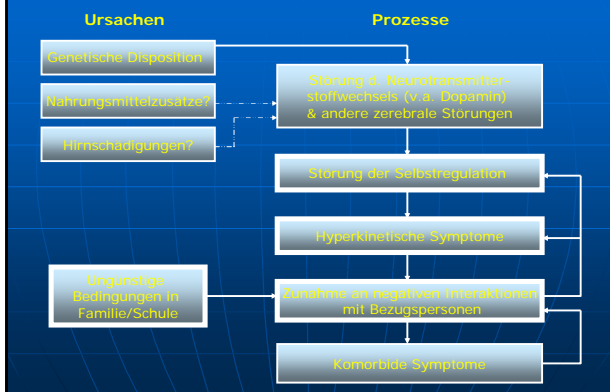 Ursachen
Prozesse
Genetische Disposition
Störung d. Neurotransmitter-
stoffwechsels (v.a. Dopamin)
& andere zerebrale Störungen
Nahrungsmittelzusätze?
Hirnschädigungen?
Störung der Selbstregulation
Hyperkinetische Symptome
Ungünstige
Bedingungen in
Familie/Schule
Zunahme an negativen Interaktionen
mit Bezugspersonen
Komorbide Symptome